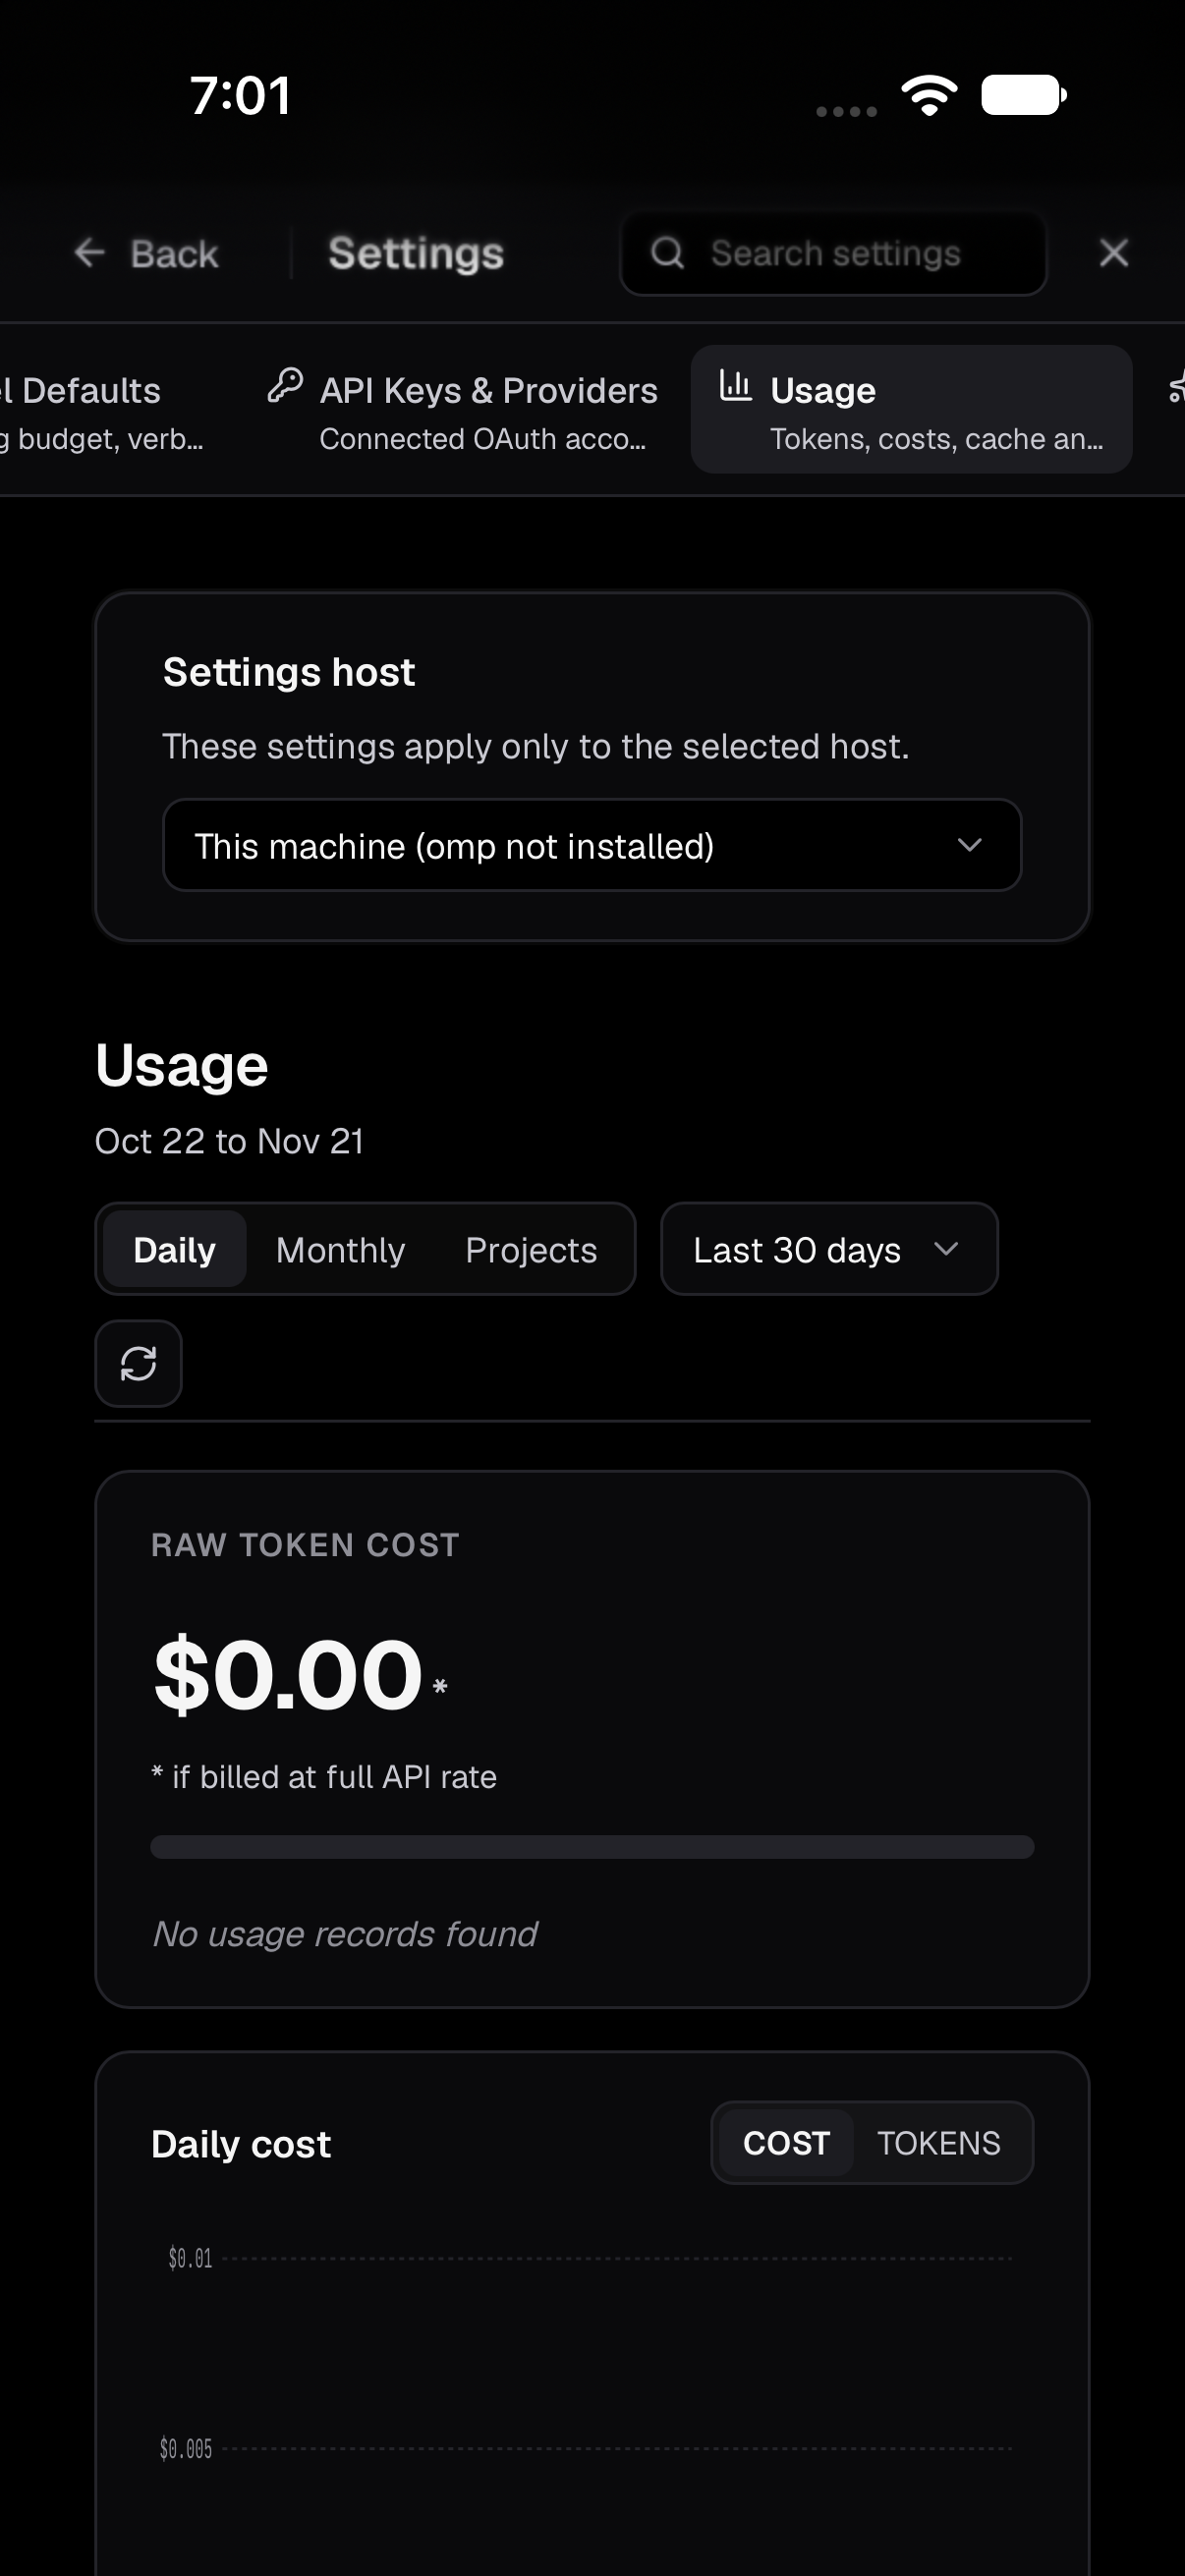 7:01
Back
Settings
Search settings
l Defaults
g budget, verb...
API Keys & Providers
Connected OAuth acco...
Usage
Tokens, costs, cache an...
Settings host
These settings apply only to the selected host.
This machine (omp not installed)
Usage
Oct 22 to Nov 21
Daily
Monthly
Projects
Last 30 days
RAW TOKEN COST
$0.00*
* if billed at full API rate
No usage records found
Daily cost
COST
TOKENS
$0.01
$0.005